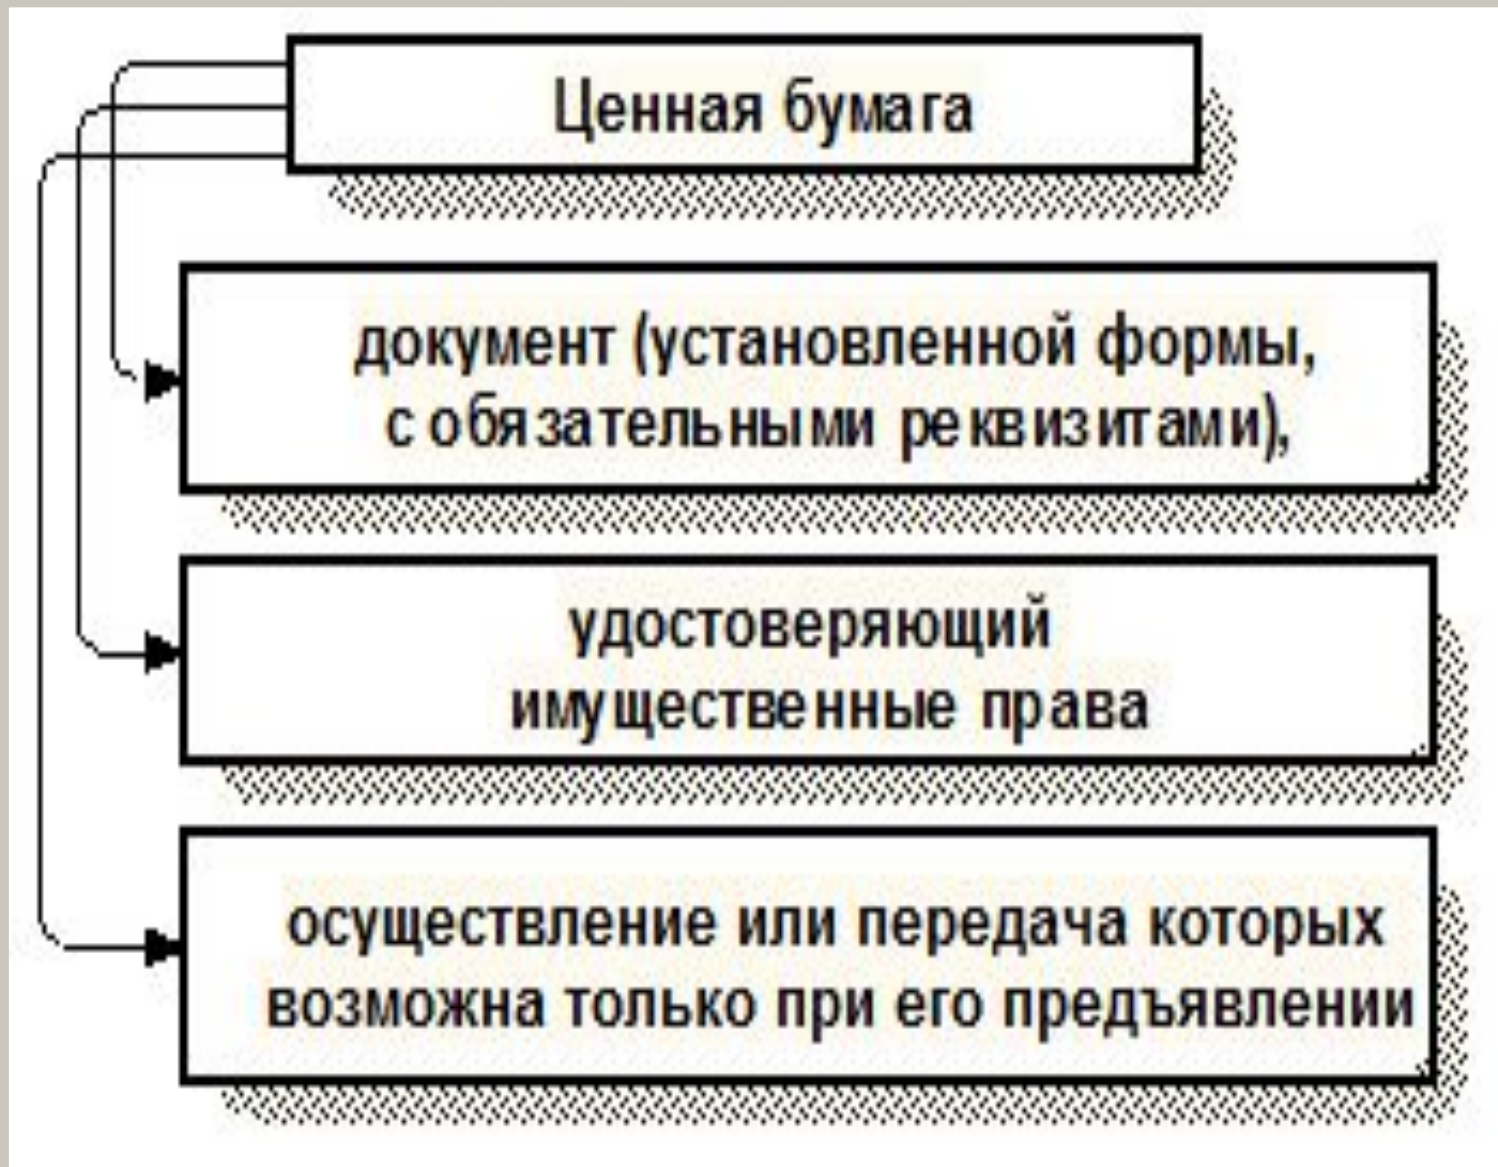 Ценная бумага
документ (установленной формы,
с обязательными реквизитами),
удостоверяющий
имущественные права
осуществление или передача которых
возможна только при его предъявлении